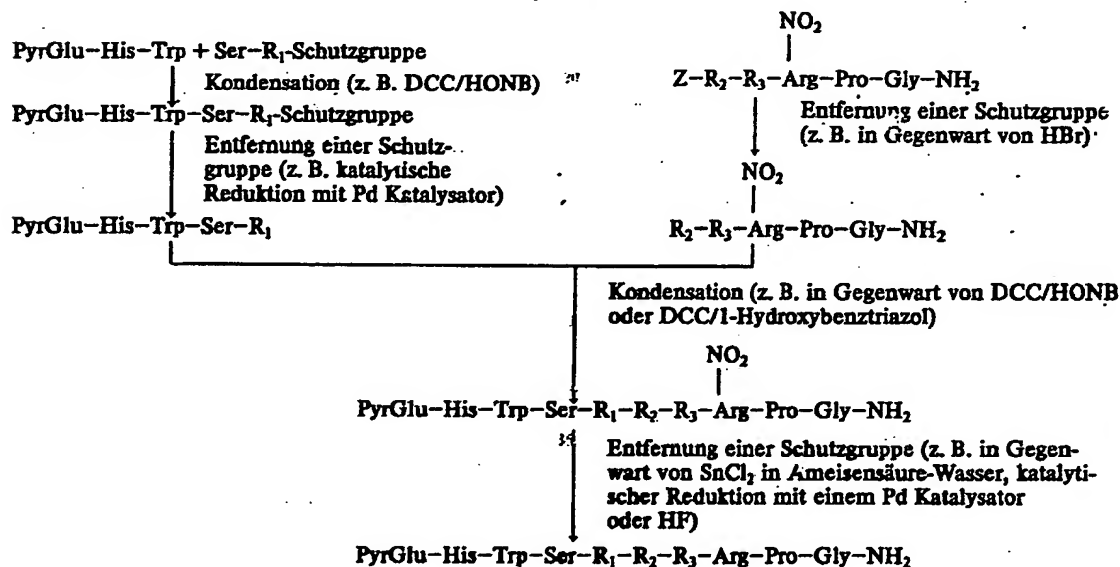 PyrGlu–His–Trp + Ser–R₁-Schutzgruppe
Kondensation (z. B. DCC/HONB)
PyrGlu–His–Trp–Ser–R₁-Schutzgruppe
Entfernung einer Schutz-
gruppe (z. B. katalytische
Reduktion mit Pd Katalysator)
PyrGlu–His–Trp–Ser–R₁
NO₂
Z–R₂–R₃–Arg–Pro–Gly–NH₂
Entfernung einer Schutzgruppe
(z. B. in Gegenwart von HBr)
NO₂
R₂–R₃–Arg–Pro–Gly–NH₂
Kondensation (z. B. in Gegenwart von DCC/HONB
oder DCC/1-Hydroxybenztriazol)
NO₂
PyrGlu–His–Trp–Ser–R₁–R₂–R₃–Arg–Pro–Gly–NH₂
Entfernung einer Schutzgruppe (z. B. in Gegen-
wart von SnCl₂ in Ameisensäure-Wasser, katalyti-
scher Reduktion mit einem Pd Katalysator
oder HF)
PyrGlu–His–Trp–Ser–R₁–R₂–R₃–Arg–Pro–Gly–NH₂